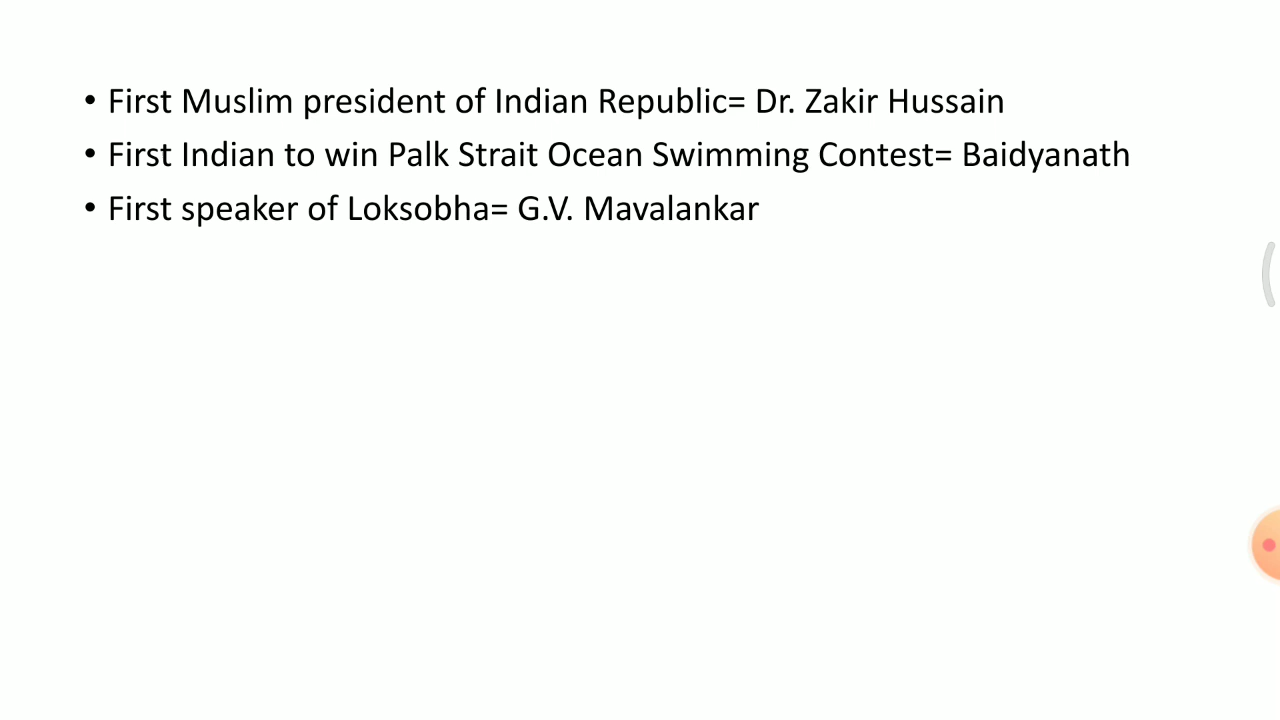 • First Muslim president of Indian Republic= Dr. Zakir Hussain
• First Indian to win Palk Strait Ocean Swimming Contest= Baidyanath
• First speaker of Loksobha= G.V. Mavalankar